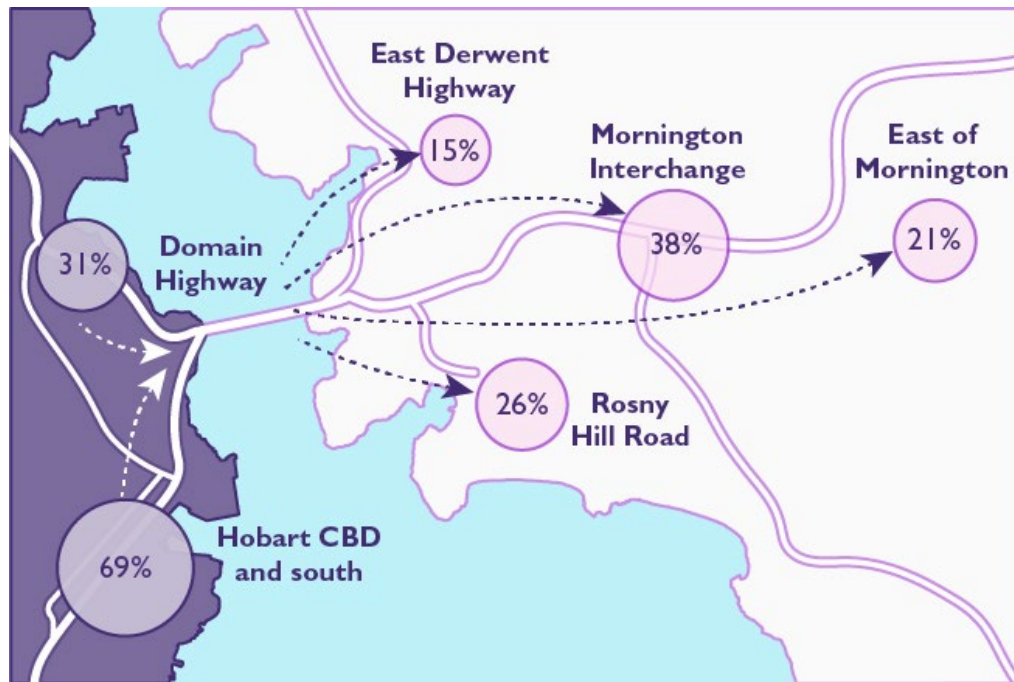 East Derwent
Highway
15%
Mornington
Interchange
38%
East of
Mornington
21%
31%
Domain
Highway
26%
Rosny
Hill Road
69%
Hobart CBD
and south